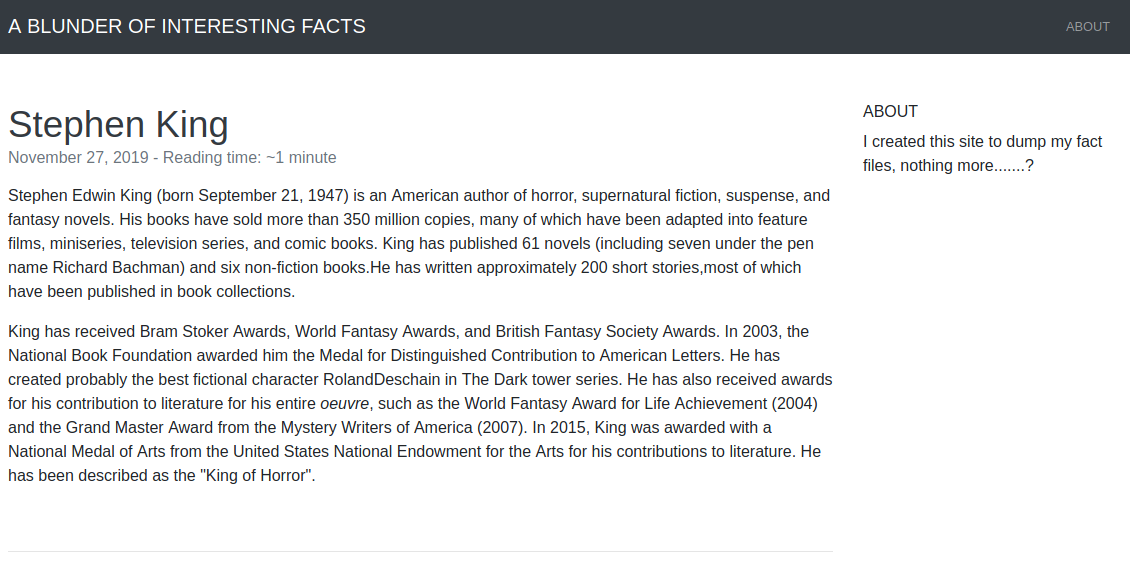 A BLUNDER OF INTERESTING FACTS
ABOUT
Stephen King
November 27, 2019 - Reading time: ~1 minute
Stephen Edwin King (born September 21, 1947) is an American author of horror, supernatural fiction, suspense, and
fantasy novels. His books have sold more than 350 million copies, many of which have been adapted into feature
films, miniseries, television series, and comic books. King has published 61 novels (including seven under the pen
name Richard Bachman) and six non-fiction books.He has written approximately 200 short stories,most of which
have been published in book collections.
King has received Bram Stoker Awards, World Fantasy Awards, and British Fantasy Society Awards. In 2003, the
National Book Foundation awarded him the Medal for Distinguished Contribution to American Letters. He has
created probably the best fictional character RolandDeschain in The Dark tower series. He has also received awards
for his contribution to literature for his entire oeuvre, such as the World Fantasy Award for Life Achievement (2004)
and the Grand Master Award from the Mystery Writers of America (2007). In 2015, King was awarded with a
National Medal of Arts from the United States National Endowment for the Arts for his contributions to literature. He
has been described as the "King of Horror".
ABOUT
I created this site to dump my fact
files, nothing more.......?